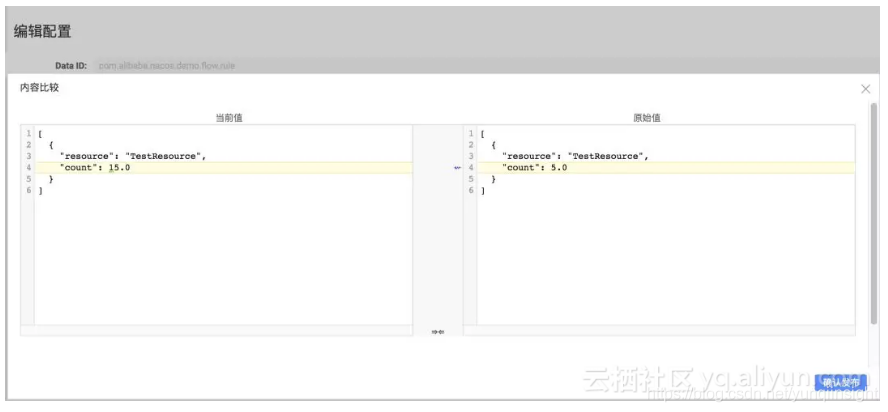 编辑配置
Data ID: com.alibaba.nacos.demo.flow.rule
内容比较
当前值
1 [
2 {
3 "resource": "TestResource",
4 "count": 15.0
5 }
6 ]
原始值
1 [
2 {
3 "resource": "TestResource",
4 "count": 5.0
5 }
6 ]
确认发布
云栖社区 yq.aliyun.com
https://blog.csdn.net/yunqiinsight